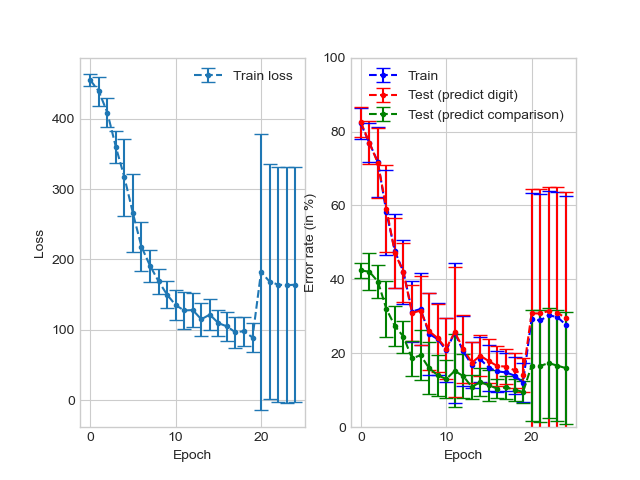 Train loss
400
300
200
100
0
Loss
0
10
20
Epoch
100
80
60
40
20
0
Error rate (in %)
Train
Test (predict digit)
Test (predict comparison)
0
10
20
Epoch